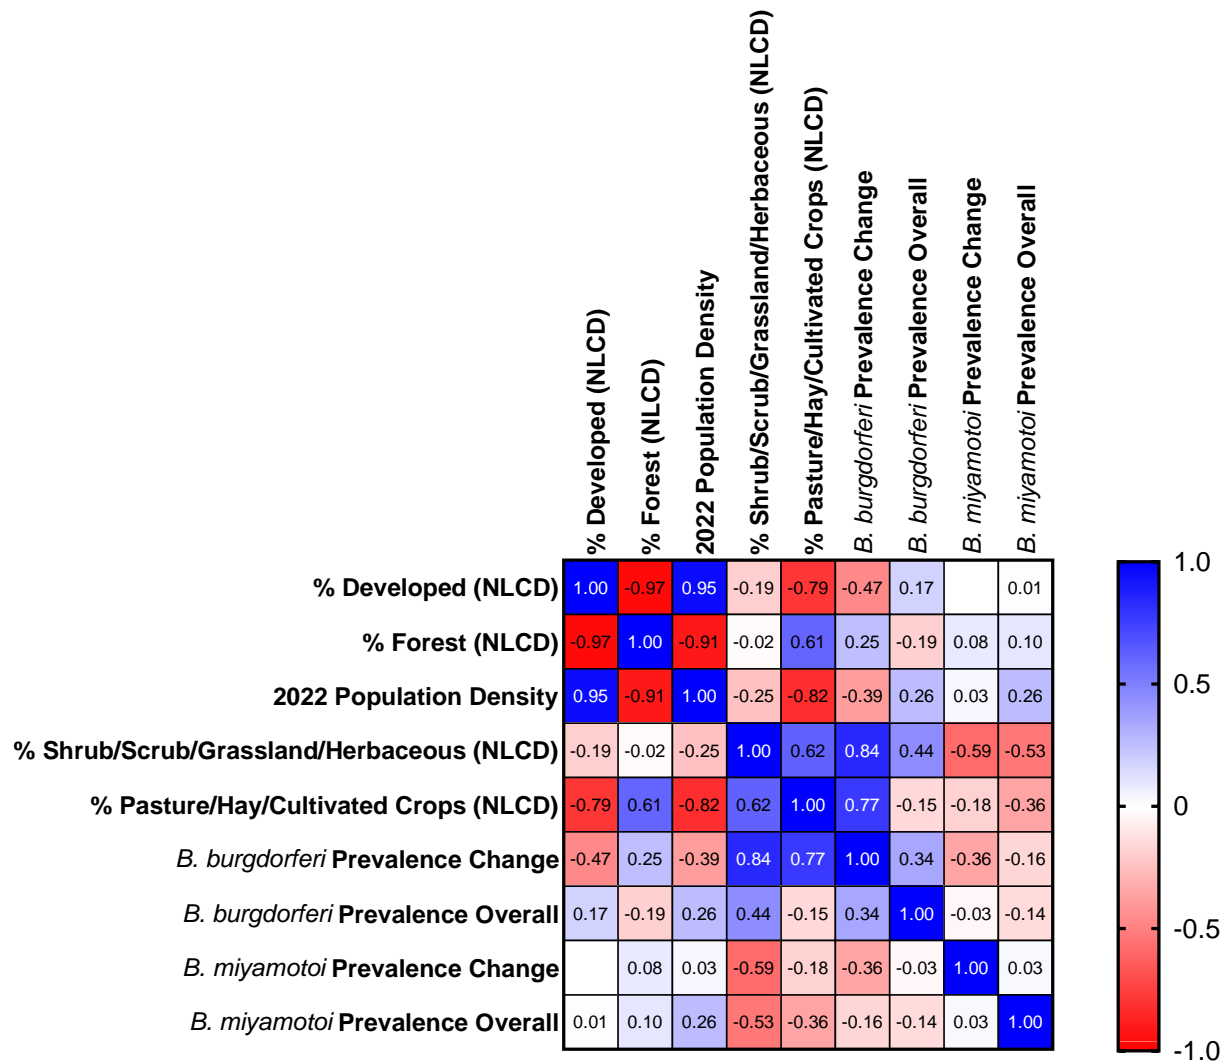 % Developed (NLCD)
% Forest (NLCD)
2022 Population Density
% Shrub/Scrub/Grassland/Herbaceous (NLCD)
% Pasture/Hay/Cultivated Crops (NLCD)
B. burgdorferi Prevalence Change
B. burgdorferi Prevalence Overall
B. miyamotoi Prevalence Change
B. miyamotoi Prevalence Overall
% Developed (NLCD) 1.00 -0.97 0.95 -0.19 -0.79 -0.47 0.17 0.01
% Forest (NLCD) -0.97 1.00 -0.91 -0.02 0.61 0.25 -0.19 0.08 0.10
2022 Population Density 0.95 -0.91 1.00 -0.25 -0.82 -0.39 0.26 0.03 0.26
% Shrub/Scrub/Grassland/Herbaceous (NLCD) -0.19 -0.02 -0.25 1.00 0.62 0.84 0.44 -0.59 -0.53
% Pasture/Hay/Cultivated Crops (NLCD) -0.79 0.61 -0.82 0.62 1.00 0.77 -0.15 -0.18 -0.36
B. burgdorferi Prevalence Change -0.47 0.25 -0.39 0.84 0.77 1.00 0.34 -0.36 -0.16
B. burgdorferi Prevalence Overall 0.17 -0.19 0.26 0.44 -0.15 0.34 1.00 -0.03 -0.14
B. miyamotoi Prevalence Change 0.08 0.03 -0.59 -0.18 -0.36 -0.03 1.00 0.03
B. miyamotoi Prevalence Overall 0.01 0.10 0.26 -0.53 -0.36 -0.16 -0.14 0.03 1.00
1.0
0.5
0
-0.5
-1.0